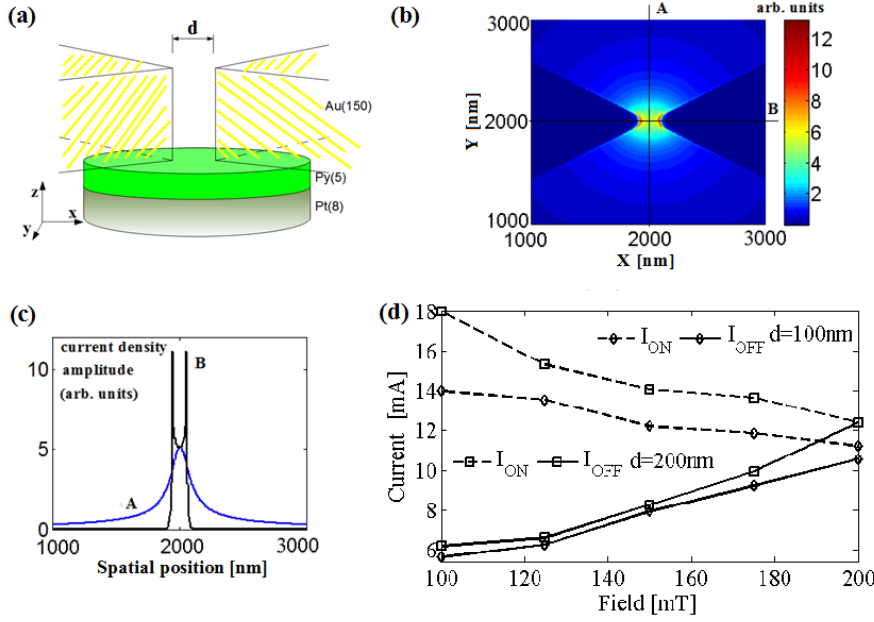 (a)
d
Au(150)
Py(5)
Pt(8)
z
x
y
(b)
A
arb. units
3000
2000
1000
Y [nm]
B
1000
2000
3000
X [nm]
12
10
8
6
4
2
(c)
current density
amplitude
(arb. units)
B
A
10
5
0
1000
2000
3000
Spatial position [nm]
(d)
18
16
14
12
10
8
6
Current [mA]
I_ON I_OFF d=100nm
I_ON I_OFF d=200nm
100
120
140
160
180
200
Field [mT]